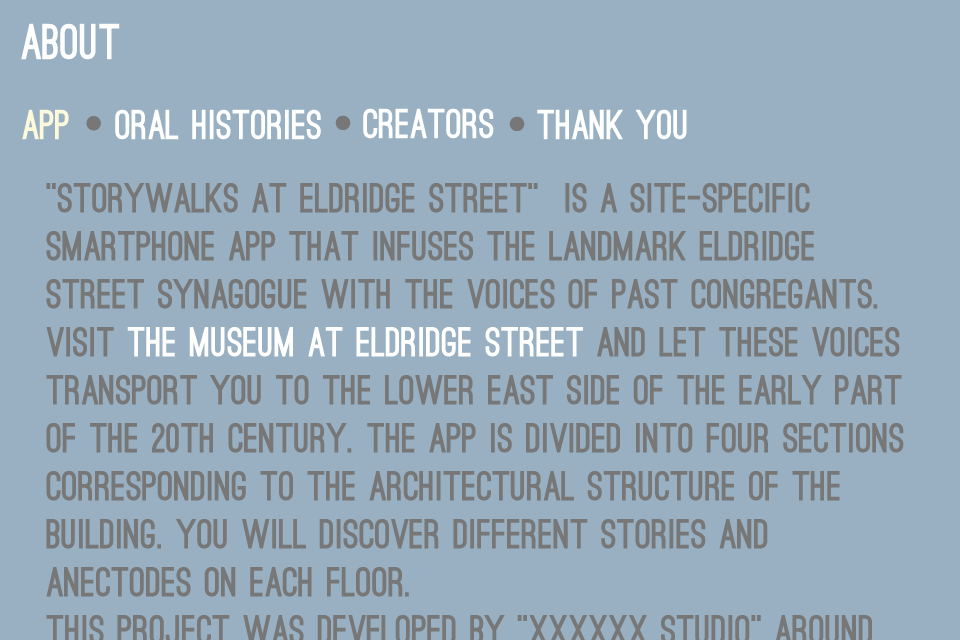 ABOUT
APP • ORAL HISTORIES • CREATORS • THANK YOU
"STORYWALKS AT ELDRIDGE STREET" IS A SITE-SPECIFIC
SMARTPHONE APP THAT INFUSES THE LANDMARK ELDRIDGE
STREET SYNAGOGUE WITH THE VOICES OF PAST CONGREGANTS.
VISIT THE MUSEUM AT ELDRIDGE STREET AND LET THESE VOICES
TRANSPORT YOU TO THE LOWER EAST SIDE OF THE EARLY PART
OF THE 20TH CENTURY. THE APP IS DIVIDED INTO FOUR SECTIONS
CORRESPONDING TO THE ARCHITECTURAL STRUCTURE OF THE
BUILDING. YOU WILL DISCOVER DIFFERENT STORIES AND
ANECTODES ON EACH FLOOR.
THIS PROJECT WAS DEVELOPED BY "XXXXXX STUDIO" AROUND